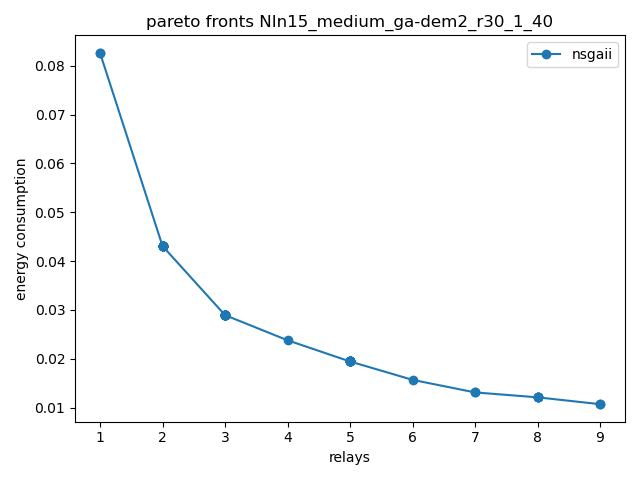 pareto fronts NIn15_medium_ga-dem2_r30_1_40
nsgaii
energy consumption
0.08
0.07
0.06
0.05
0.04
0.03
0.02
0.01
1 2 3 4 5 6 7 8 9
relays